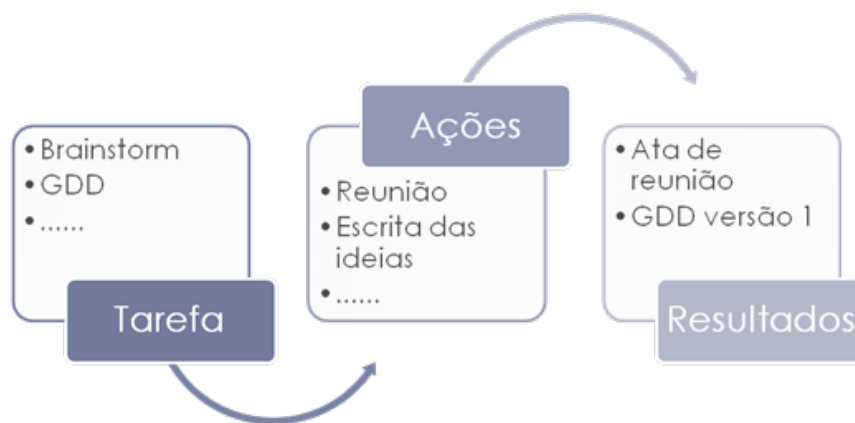 • Brainstorm
• GDD
• ......
Tarefa
Ações
• Reunião
• Escrita das
ideias
• ......
• Ata de
reunião
• GDD versão 1
Resultados